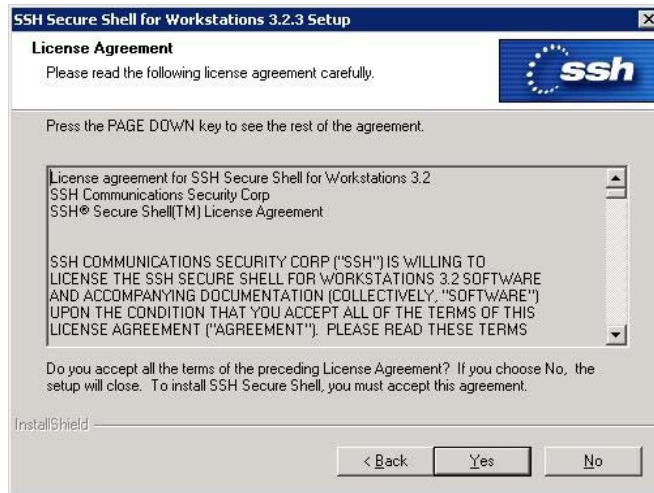 SSH Secure Shell for Workstations 3.2.3 Setup
License Agreement
Please read the following license agreement carefully.
ssh
Press the PAGE DOWN key to see the rest of the agreement.
License agreement for SSH Secure Shell for Workstations 3.2
SSH Communications Security Corp
SSH® Secure Shell(TM) License Agreement
SSH COMMUNICATIONS SECURITY CORP ("SSH") IS WILLING TO
LICENSE THE SSH SECURE SHELL FOR WORKSTATIONS 3.2 SOFTWARE
AND ACCOMPANYING DOCUMENTATION (COLLECTIVELY, "SOFTWARE")
UPON THE CONDITION THAT YOU ACCEPT ALL OF THE TERMS OF THIS
LICENSE AGREEMENT ("AGREEMENT"). PLEASE READ THESE TERMS
Do you accept all the terms of the preceding License Agreement? If you choose No, the
setup will close. To install SSH Secure Shell, you must accept this agreement.
InstallShield
< Back
Yes
No